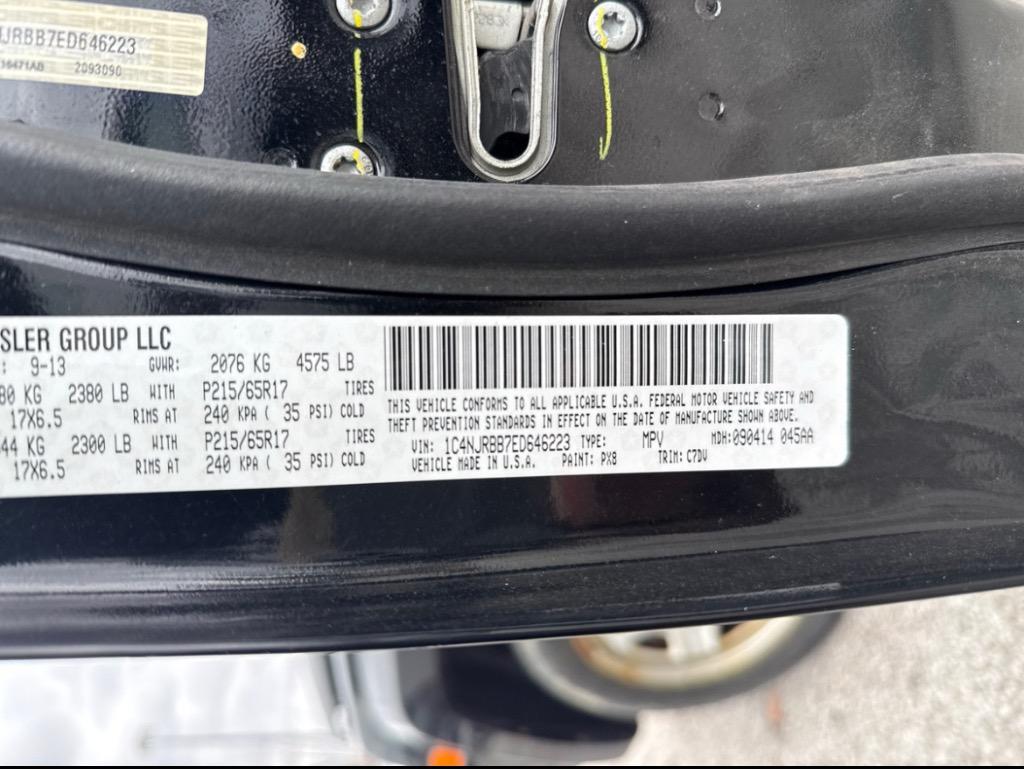 JRBB7ED646223
16471AB 2093090
SLER GROUP LLC
: 9-13 GVWR: 2076 KG 4575 LB
80 KG 2380 LB WITH P215/65R17 TIRES
17X6.5 RIMS AT 240 KPA ( 35 PSI) COLD
44 KG 2300 LB WITH P215/65R17 TIRES
17X6.5 RIMS AT 240 KPA ( 35 PSI) COLD
THIS VEHICLE CONFORMS TO ALL APPLICABLE U.S.A. FEDERAL MOTOR VEHICLE SAFETY AND
THEFT PREVENTION STANDARDS IN EFFECT ON THE DATE OF MANUFACTURE SHOWN ABOVE.
VIN: 1C4NJRBB7ED646223 TYPE: MPV MDH:090414 045AA
VEHICLE MADE IN U.S.A. PAINT: PX8 TRIM: C7DV